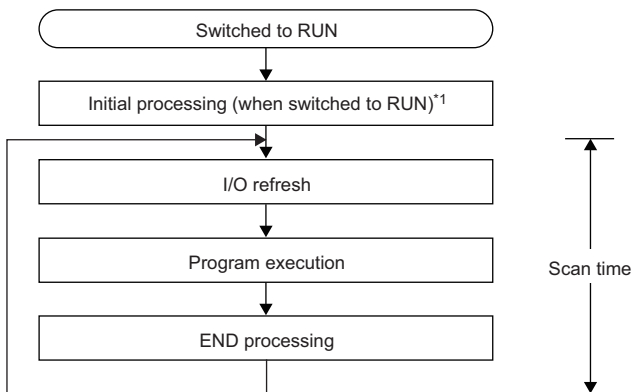 Switched to RUN
Initial processing (when switched to RUN)*1
I/O refresh
Program execution
END processing
Scan time